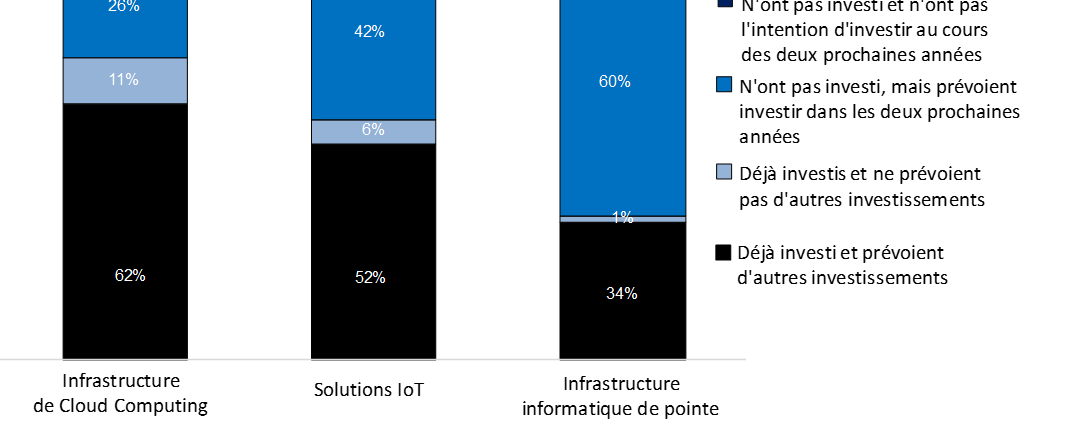 26%
42%
11%
60%
6%
1%
62%
52%
34%
N'ont pas investi et n'ont pas
l'intention d'investir au cours
des deux prochaines années
N'ont pas investi, mais prévoient
investir dans les deux prochaines
années
Déjà investis et ne prévoient
pas d'autres investissements
Déjà investi et prévoient
d'autres investissements
Infrastructure
de Cloud Computing
Solutions IoT
Infrastructure
informatique de pointe